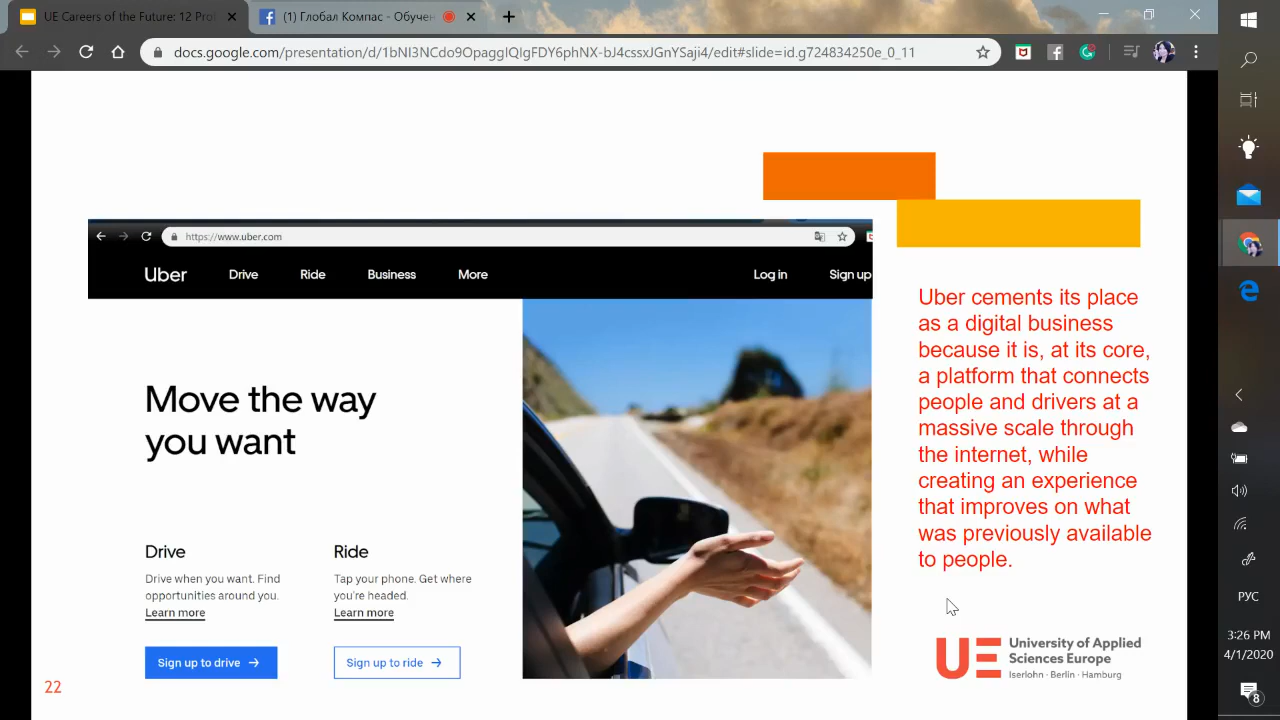 UE Careers of the Future: 12 Prof
(1) Глобал Компас - Обучен
docs.google.com/presentation/d/1bNI3NCdo9OpaggIQIgFDY6phNX-bJ4cssxJGnYSaji4/edit#slide=id.g724834250e_0_11
https://www.uber.com
Uber Drive Ride Business More Log in Sign up
Move the way
you want
Drive
Drive when you want. Find
opportunities around you.
Learn more
Sign up to drive →
Ride
Tap your phone. Get where
you're headed.
Learn more
Sign up to ride →
Uber cements its place
as a digital business
because it is, at its core,
a platform that connects
people and drivers at a
massive scale through
the internet, while
creating an experience
that improves on what
was previously available
to people.
UE
University of Applied
Sciences Europe
Iserlohn · Berlin · Hamburg
22
РУС
3:26 PM
4/1/2020
8